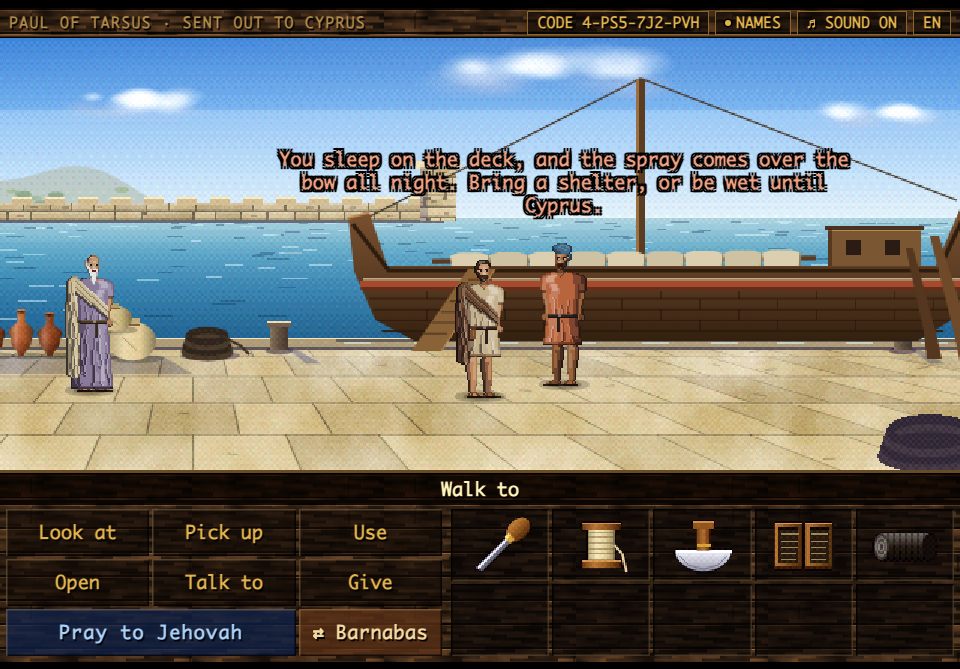 PAUL OF TARSUS · SENT OUT TO CYPRUS
CODE 4-PS5-7J2-PVH
NAMES
♬ SOUND ON
EN
You sleep on the deck, and the spray comes over the
bow all night. Bring a shelter, or be wet until
Cyprus.
Walk to
Look at
Pick up
Use
Open
Talk to
Give
Pray to Jehovah
⇄ Barnabas